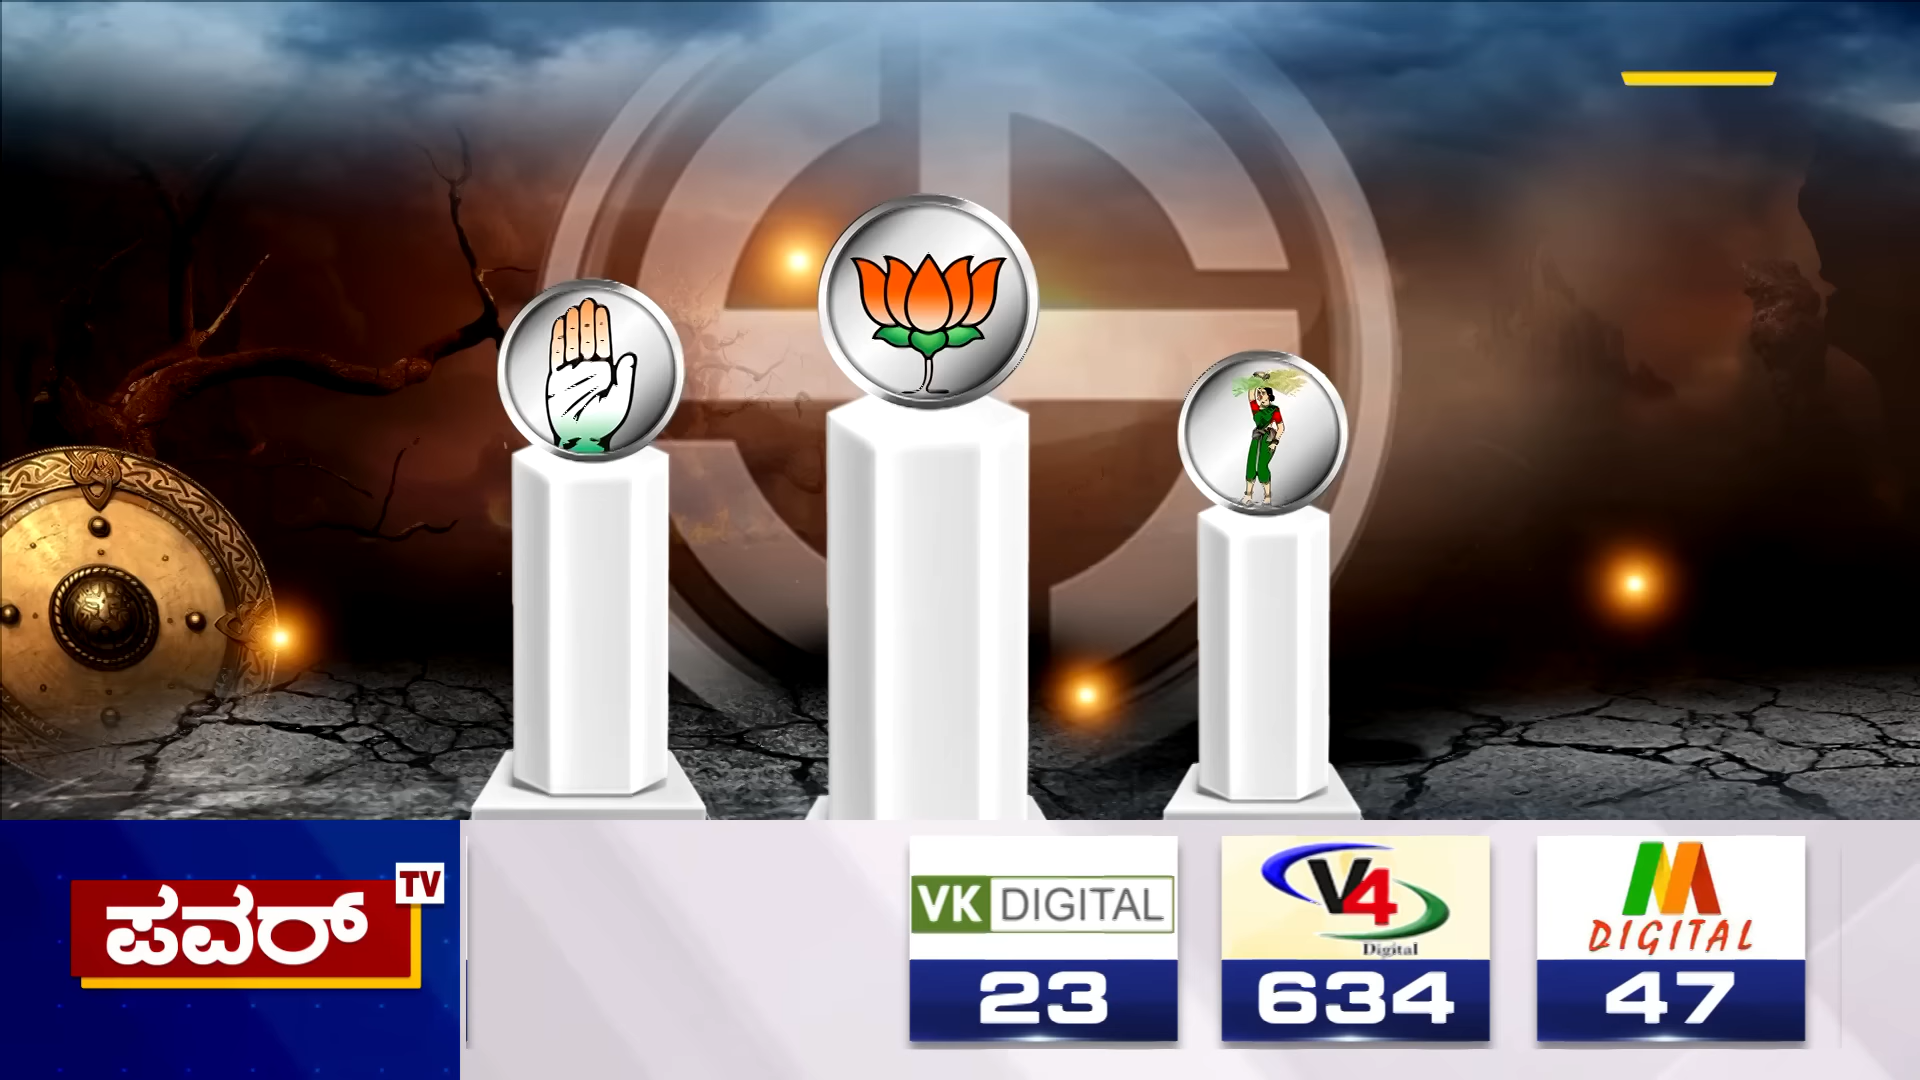 ಪವರ್
TV
VK DIGITAL
23
V4
Digital
634
M
DIGITAL
47